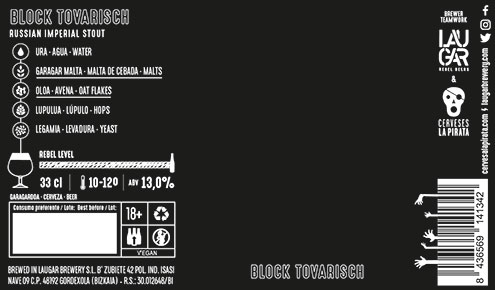 BLOCK TOVARISCH
RUSSIAN IMPERIAL STOUT
URA · AGUA · WATER
GARAGAR MALTA · MALTA DE CEBADA · MALTS
OLOA · AVENA · OAT FLAKES
LUPULUA · LÚPULO · HOPS
LEGAMIA · LEVADURA · YEAST
REBEL LEVEL
33 cl
10-12º
ABV 13,0%
GARAGARDOA · CERVEZA · BEER
Consumo preferente / Lote: Best before / Lot:
18+
VEGAN
BREWED IN LAUGAR BREWERY S.L. Bº ZUBIETE 42 POL. IND. ISASI
NAVE 09 C.P. 48192 GORDEXOLA (BIZKAIA) - R.S.: 30.012648/BI
BLOCK TOVARISCH
BREWER
TEAMWORK
LAU
GAR
REBEL BEERS
&
CERVESES
LA PIRATA
cerveselapirata.com laugarbrewery.com
8 436569 141342